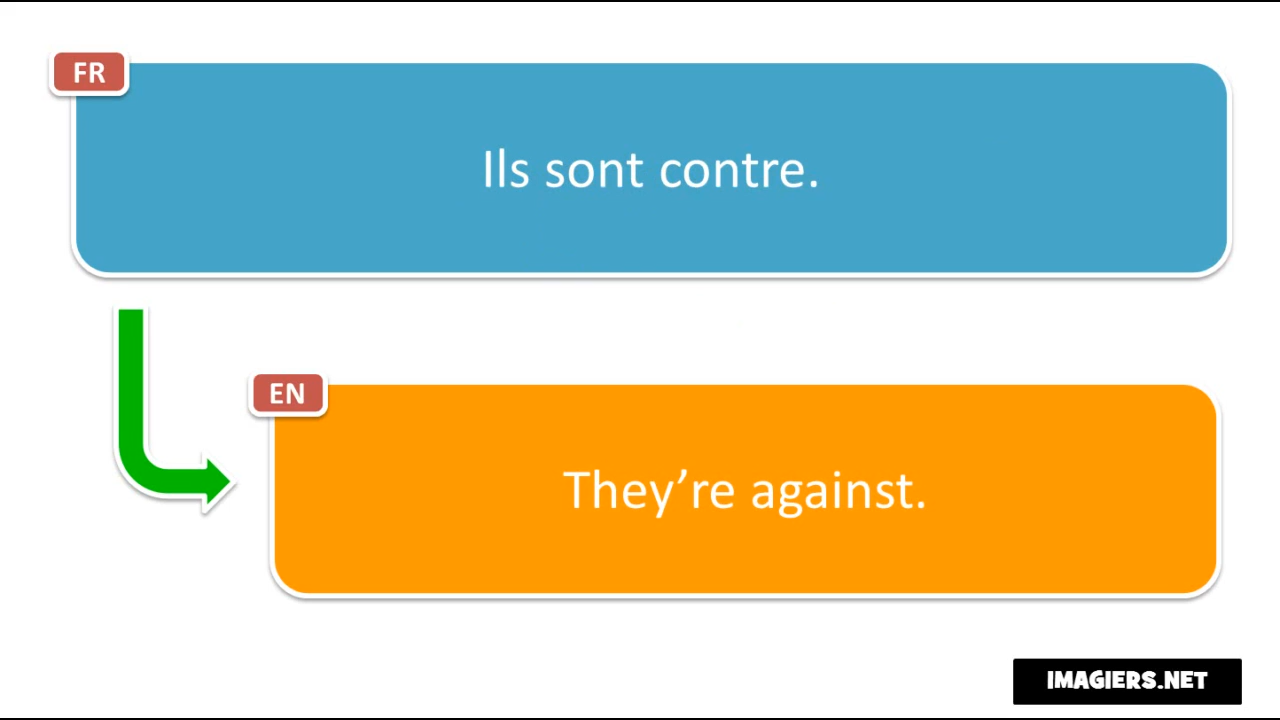 FR
Ils sont contre.
EN
They’re against.
IMAGIERS.NET